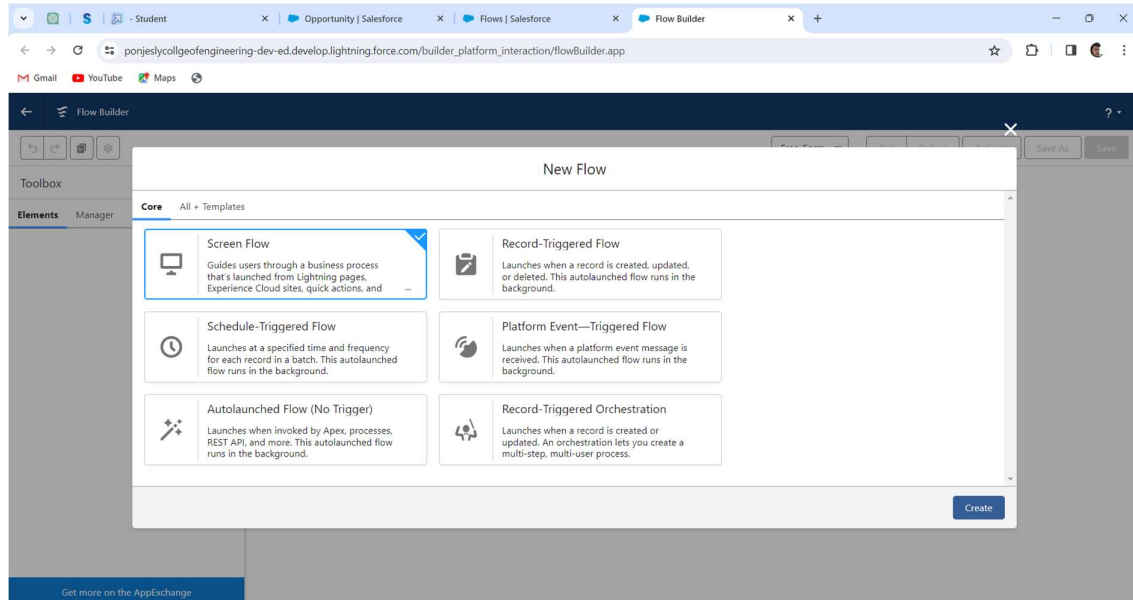 - Student
Opportunity | Salesforce
Flows | Salesforce
Flow Builder
ponjeslycollgeofengineering-dev-ed.develop.lightning.force.com/builder_platform_interaction/flowBuilder.app
Gmail
YouTube
Maps
Flow Builder
?
Save As
Save
Toolbox
Elements
Manager
New Flow
Core
All + Templates
Screen Flow
Guides users through a business process
that's launched from Lightning pages,
Experience Cloud sites, quick actions, and ...
Record-Triggered Flow
Launches when a record is created, updated,
or deleted. This autolaunched flow runs in the
background.
Schedule-Triggered Flow
Launches at a specified time and frequency
for each record in a batch. This autolaunched
flow runs in the background.
Platform Event—Triggered Flow
Launches when a platform event message is
received. This autolaunched flow runs in the
background.
Autolaunched Flow (No Trigger)
Launches when invoked by Apex, processes,
REST API, and more. This autolaunched flow
runs in the background.
Record-Triggered Orchestration
Launches when a record is created or
updated. An orchestration lets you create a
multi-step, multi-user process.
Create
Get more on the AppExchange